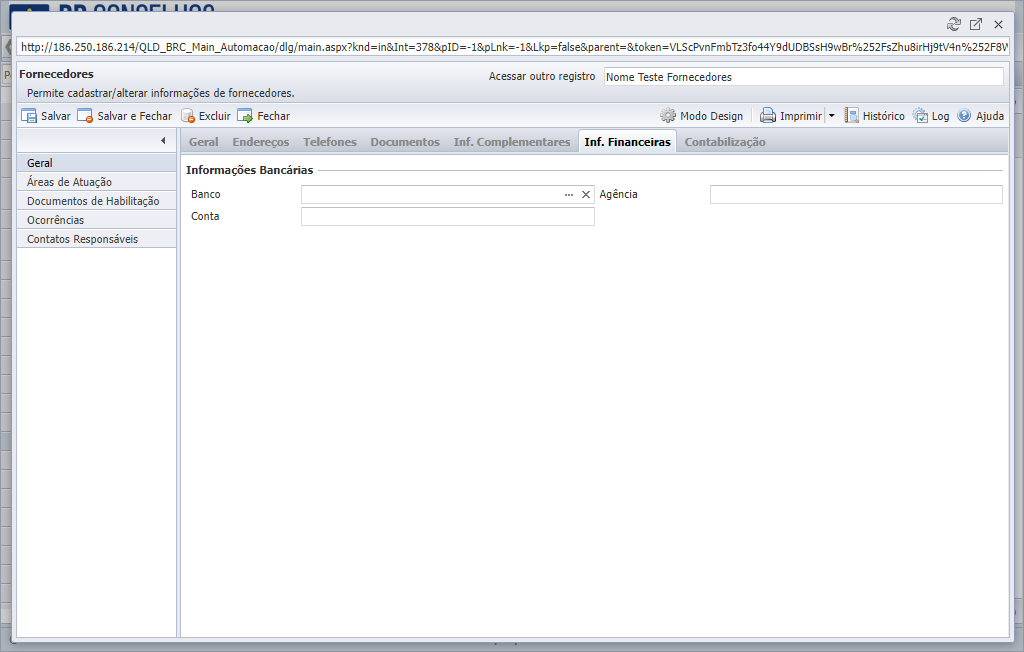 http://186.250.186.214/QLD_BRC_Main_Automacao/dlg/main.aspx?knd=in&Int=378&pID=-1&pLnk=-1&Lkp=false&parent=&token=VLScPvnFmbTz3fo44Y9dUDBSsH9wBr%252FsZhu8irHj9tV4n%252F8W
Fornecedores
Acessar outro registro Nome Teste Fornecedores
Permite cadastrar/alterar informações de fornecedores.
Salvar Salvar e Fechar Excluir Fechar Modo Design Imprimir Histórico Log Ajuda
Geral Endereços Telefones Documentos Inf. Complementares Inf. Financeiras Contabilização
Geral
Áreas de Atuação
Documentos de Habilitação
Ocorrências
Contatos Responsáveis
Informações Bancárias
Banco Agência
Conta